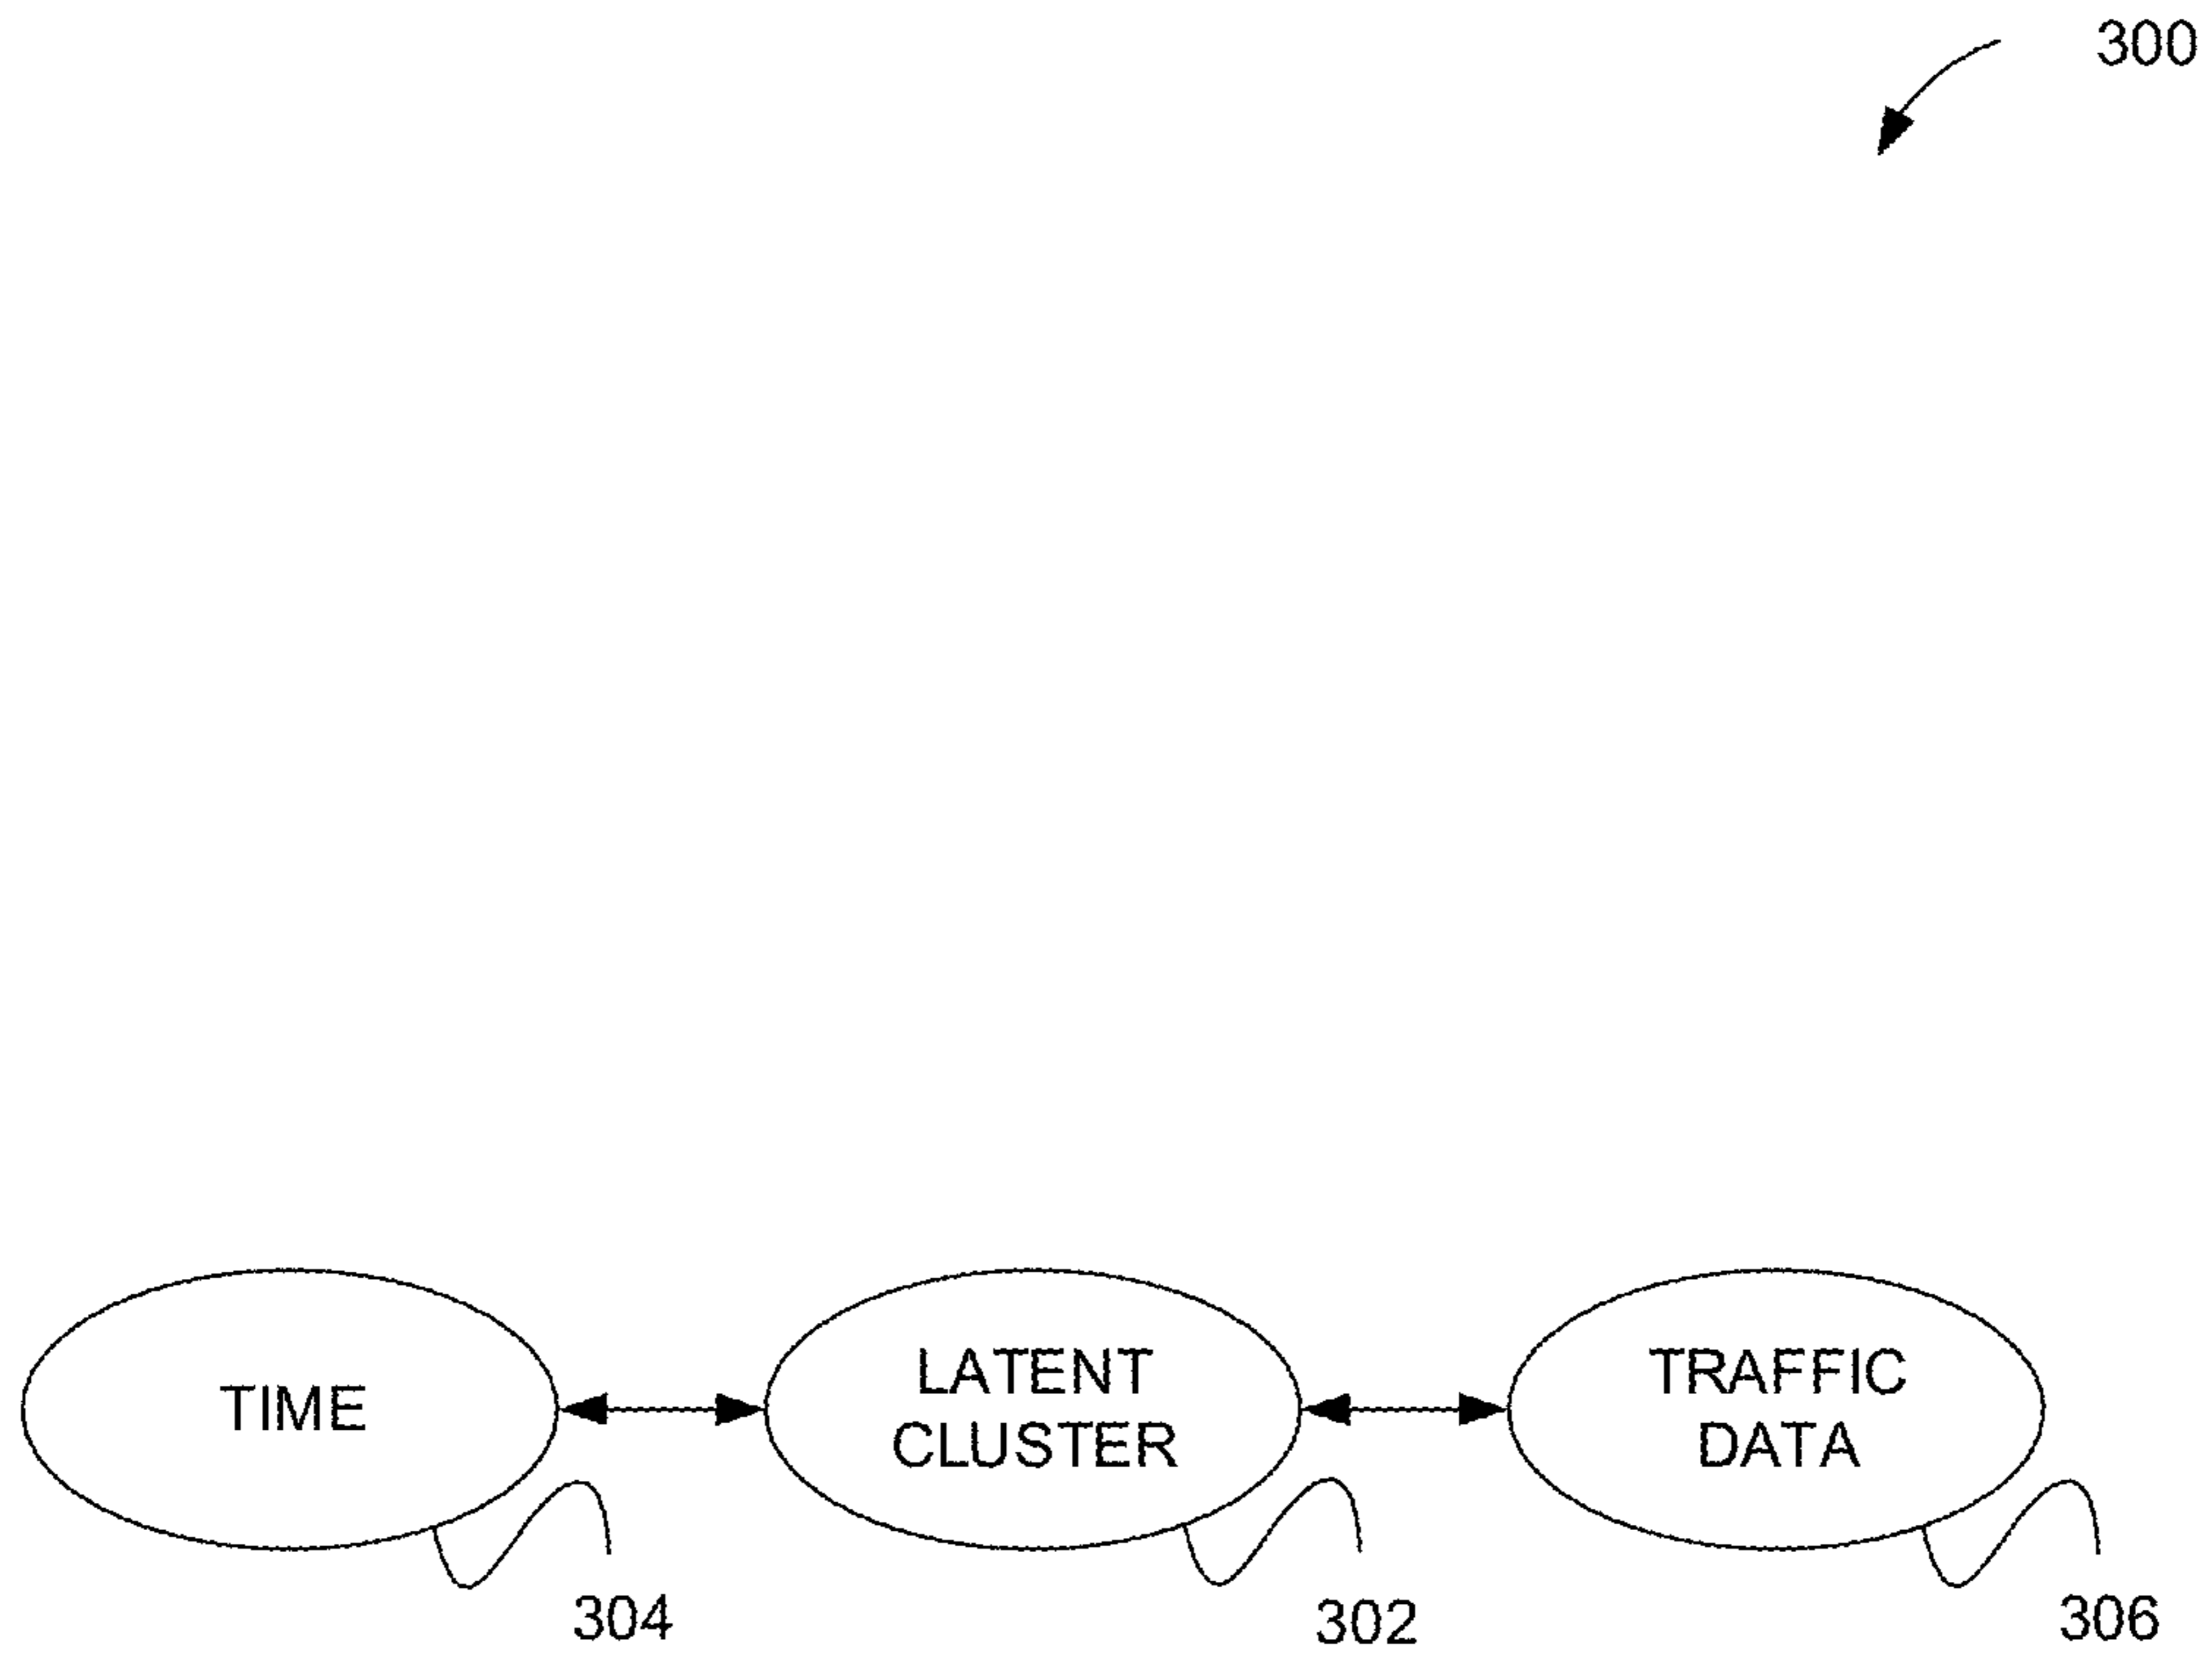 300
TIME
LATENT
CLUSTER
TRAFFIC
DATA
304
302
306